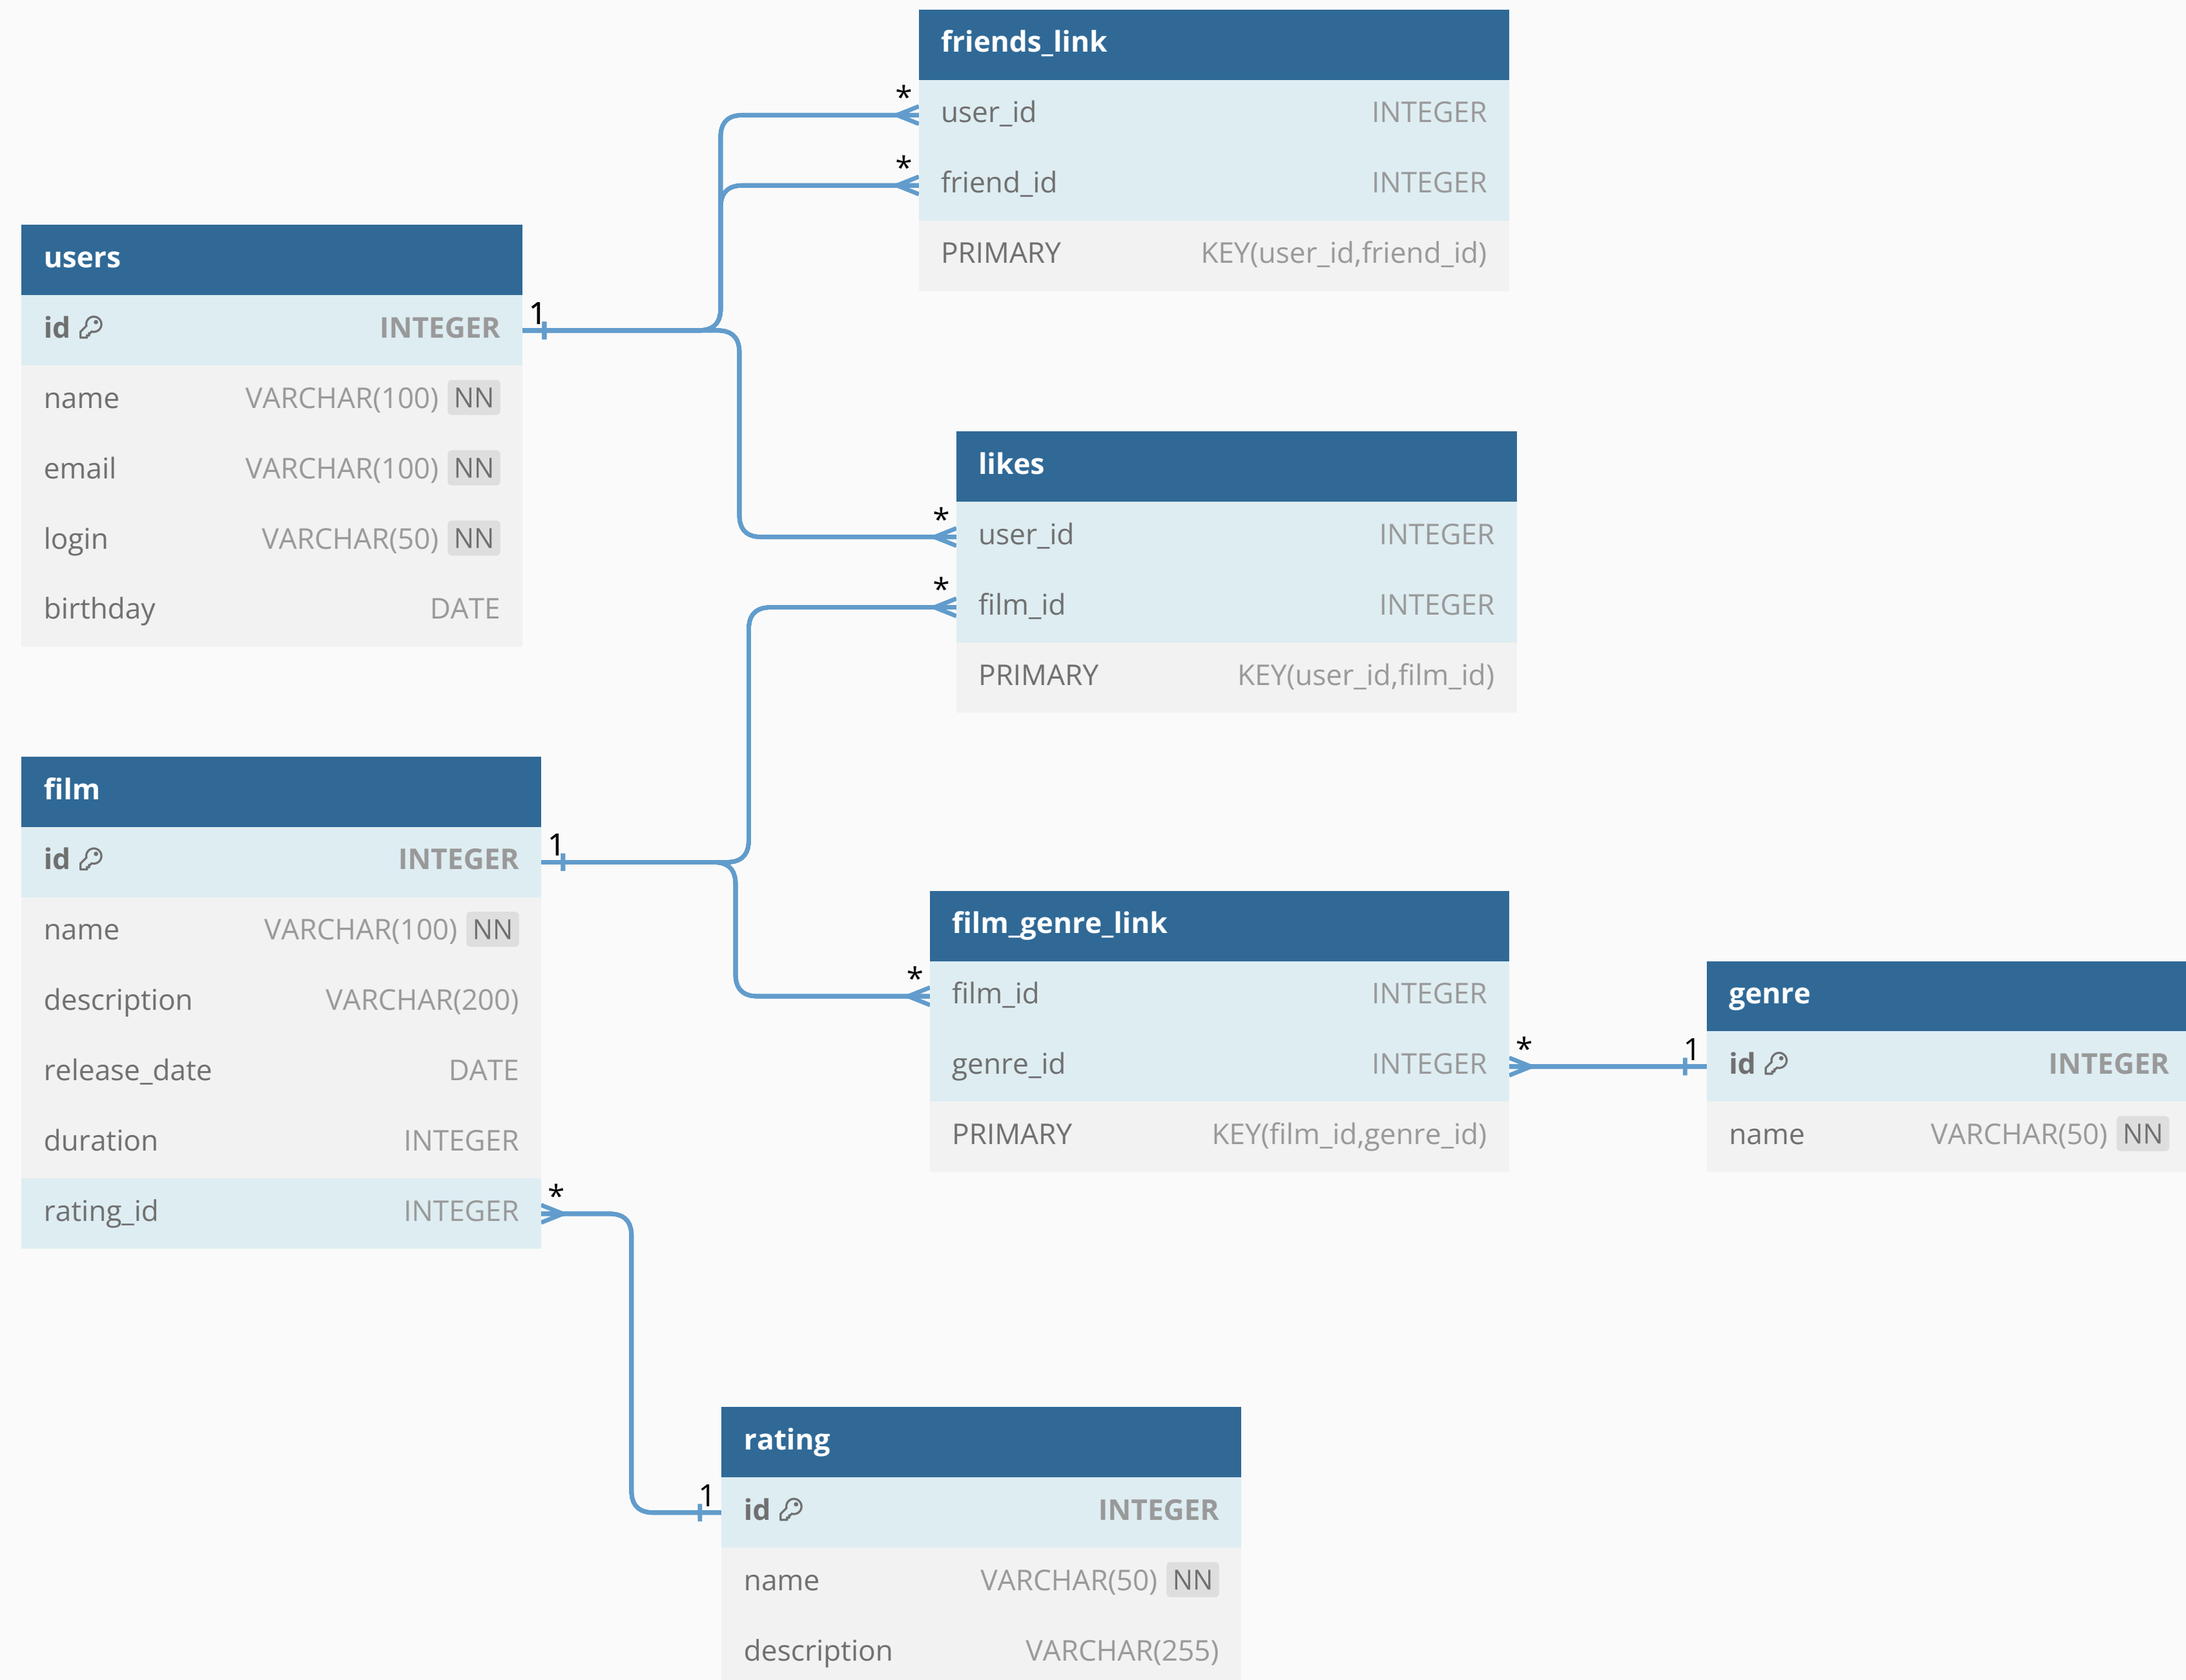 friends_link
* user_id INTEGER
* friend_id INTEGER
PRIMARY KEY(user_id,friend_id)
users
id INTEGER 1
name VARCHAR(100) NN
email VARCHAR(100) NN
login VARCHAR(50) NN
birthday DATE
likes
* user_id INTEGER
* film_id INTEGER
PRIMARY KEY(user_id,film_id)
film
id INTEGER 1
name VARCHAR(100) NN
description VARCHAR(200)
release_date DATE
duration INTEGER
rating_id INTEGER *
film_genre_link
* film_id INTEGER
genre_id INTEGER *
PRIMARY KEY(film_id,genre_id)
genre
1 id INTEGER
name VARCHAR(50) NN
rating
1 id INTEGER
name VARCHAR(50) NN
description VARCHAR(255)